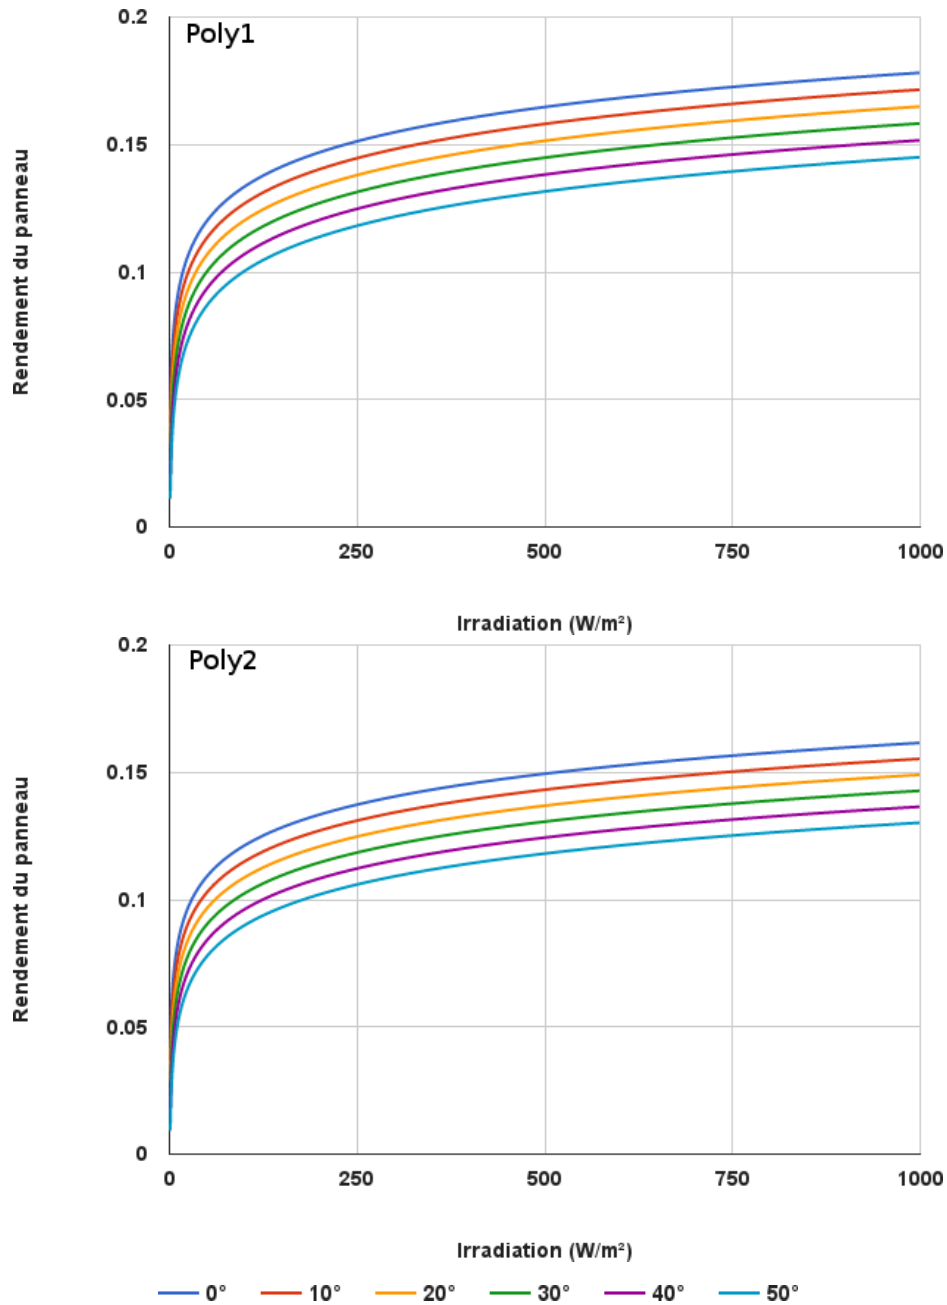 Poly1
Rendement du panneau
0.2
0.15
0.1
0.05
0
0 250 500 750 1000
Irradiation (W/m²)
Poly2
Rendement du panneau
0.2
0.15
0.1
0.05
0
0 250 500 750 1000
Irradiation (W/m²)
0° 10° 20° 30° 40° 50°